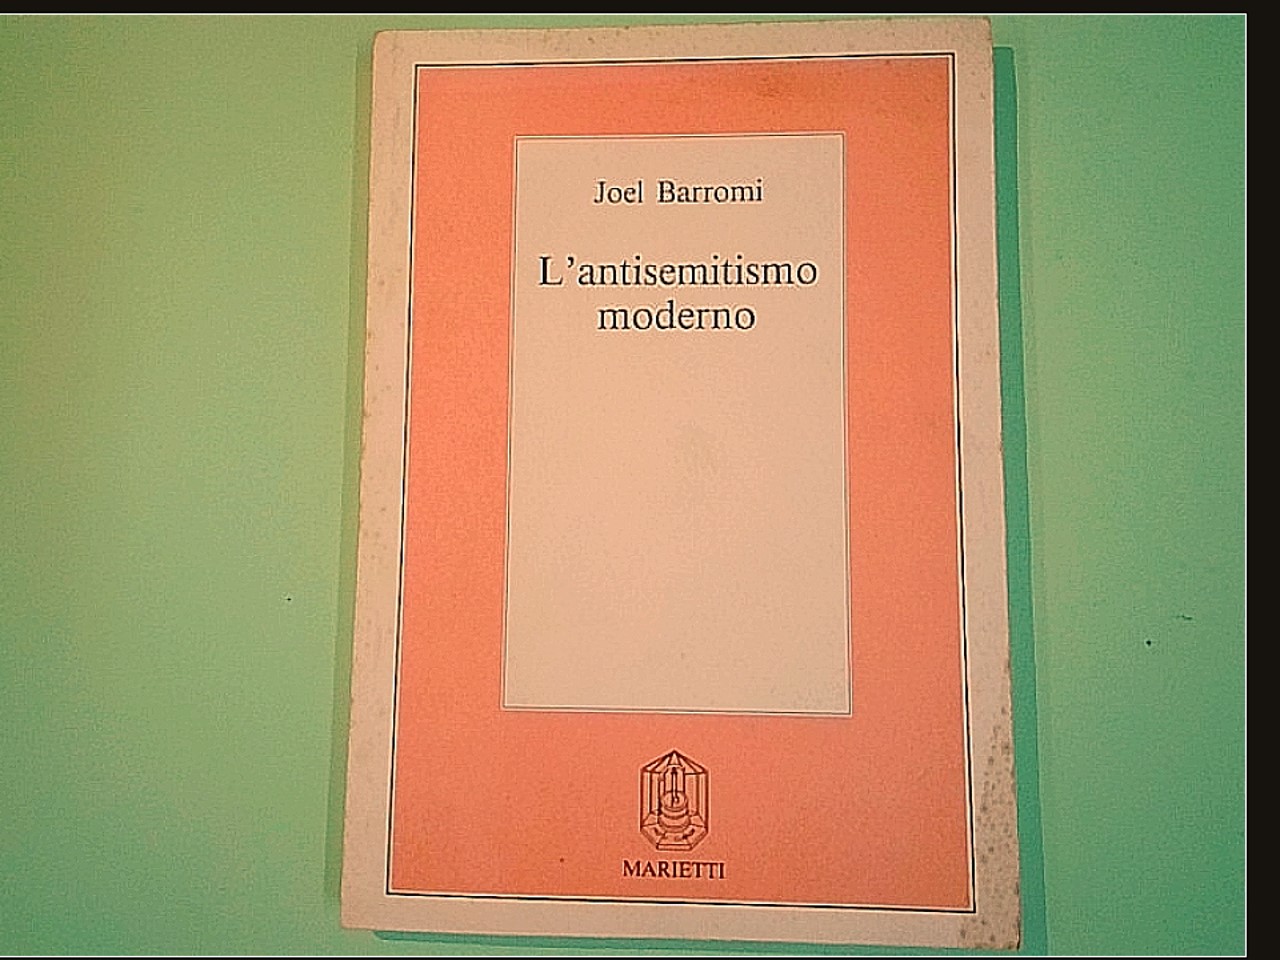 Joel Barromi
L'antisemitismo
moderno
MARIETTI